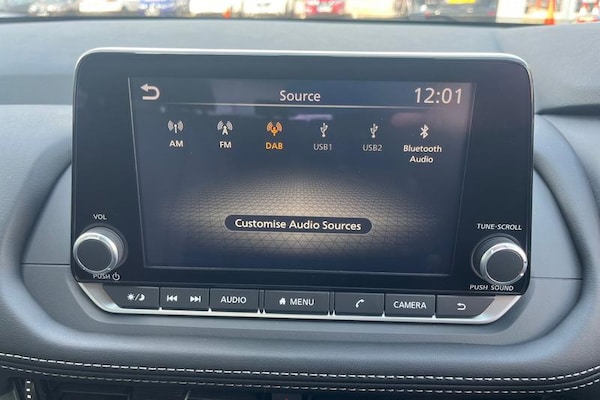 Source
12:01
AM
FM
DAB
USB1
USB2
Bluetooth
Audio
Customise Audio Sources
VOL
PUSH
TUNE·SCROLL
PUSH SOUND
AUDIO
MENU
CAMERA